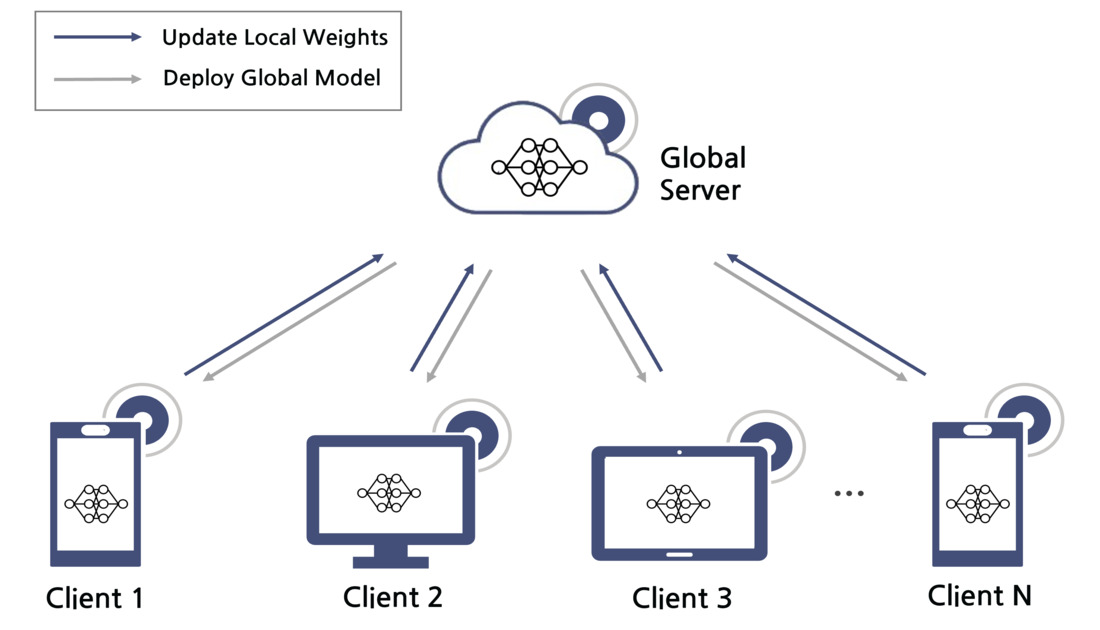 Update Local Weights
Deploy Global Model
Global
Server
Client 1
Client 2
Client 3
...
Client N